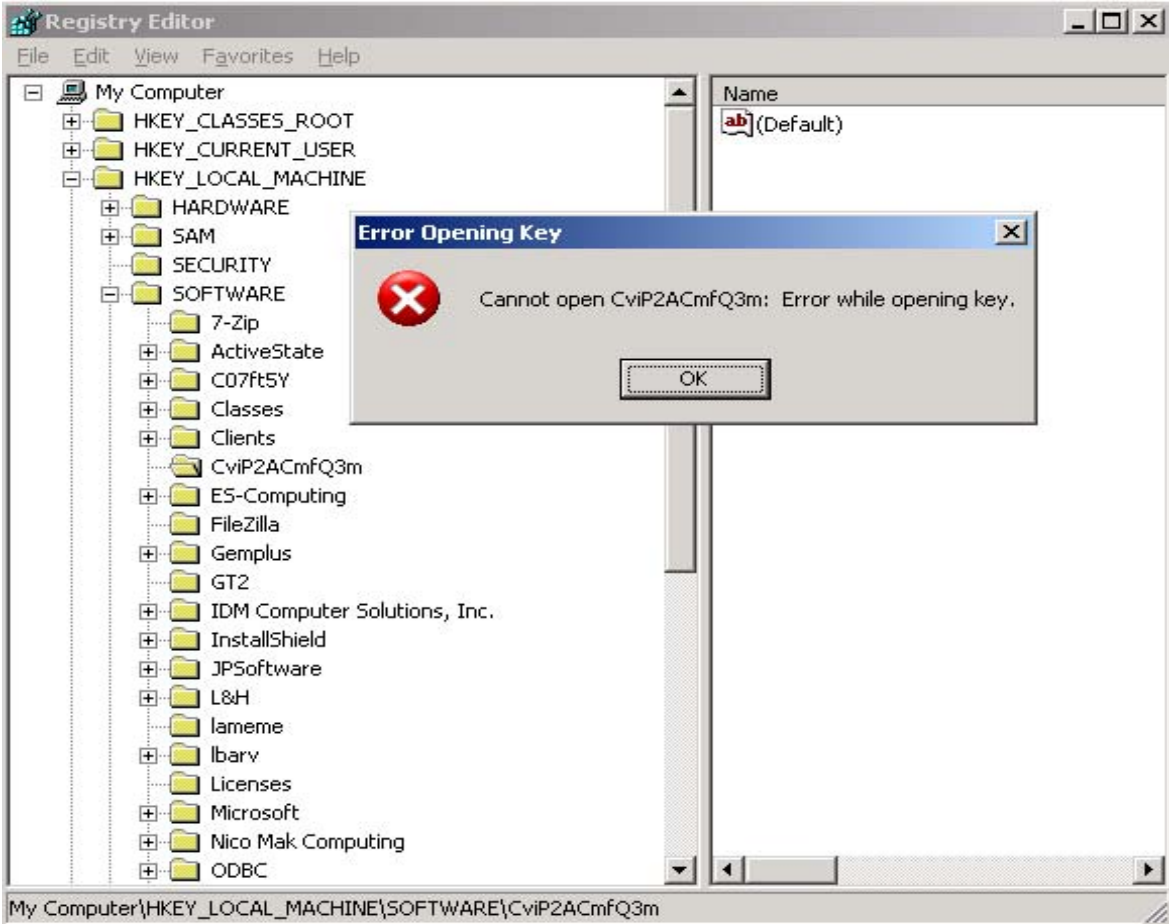 Registry Editor
File Edit View Favorites Help
My Computer
HKEY_CLASSES_ROOT
HKEY_CURRENT_USER
HKEY_LOCAL_MACHINE
HARDWARE
SAM
SECURITY
SOFTWARE
7-Zip
ActiveState
C07ft5Y
Classes
Clients
CviP2ACmfQ3m
ES-Computing
FileZilla
Gemplus
GT2
IDM Computer Solutions, Inc.
InstallShield
JPSoftware
L&H
lameme
lbarv
Licenses
Microsoft
Nico Mak Computing
ODBC
Name
ab (Default)
Error Opening Key
Cannot open CviP2ACmfQ3m: Error while opening key.
OK
My Computer\HKEY_LOCAL_MACHINE\SOFTWARE\CviP2ACmfQ3m